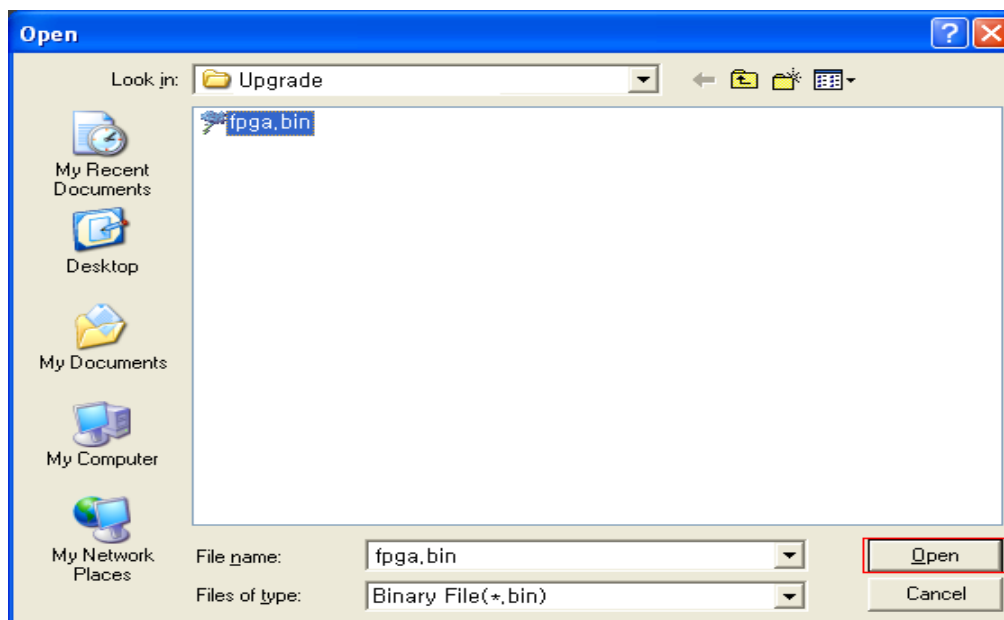 Open
Look in: Upgrade
fpga.bin
My Recent
Documents
Desktop
My Documents
My Computer
My Network
Places
File name: fpga.bin Open
Files of type: Binary File(*.bin) Cancel